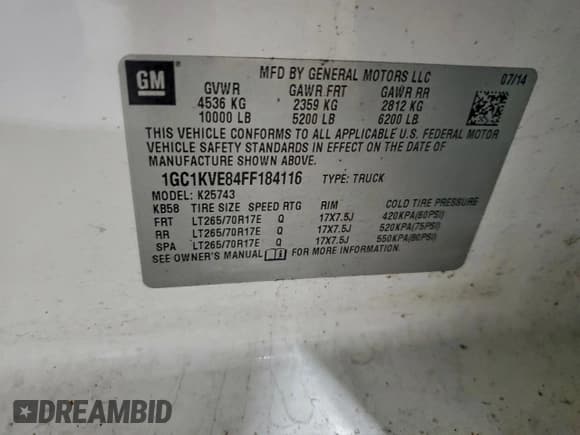 GM
MFD BY GENERAL MOTORS LLC 07/14
GVWR GAWR FRT GAWR RR
4536 KG 2359 KG 2812 KG
10000 LB 5200 LB 6200 LB
THIS VEHICLE CONFORMS TO ALL APPLICABLE U.S. FEDERAL MOTOR
VEHICLE SAFETY STANDARDS IN EFFECT ON THE DATE OF
MANUFACTURE SHOWN ABOVE.
1GC1KVE84FF184116 TYPE: TRUCK
MODEL: K25743
KB58 TIRE SIZE SPEED RTG RIM COLD TIRE PRESSURE
FRT LT265/70R17E Q 17X7.5J 420KPA(60PSI)
RR LT265/70R17E Q 17X7.5J 520KPA(75PSI)
SPA LT265/70R17E Q 17X7.5J 550KPA(80PSI)
SEE OWNER'S MANUAL FOR MORE INFORMATION.
DREAMBID